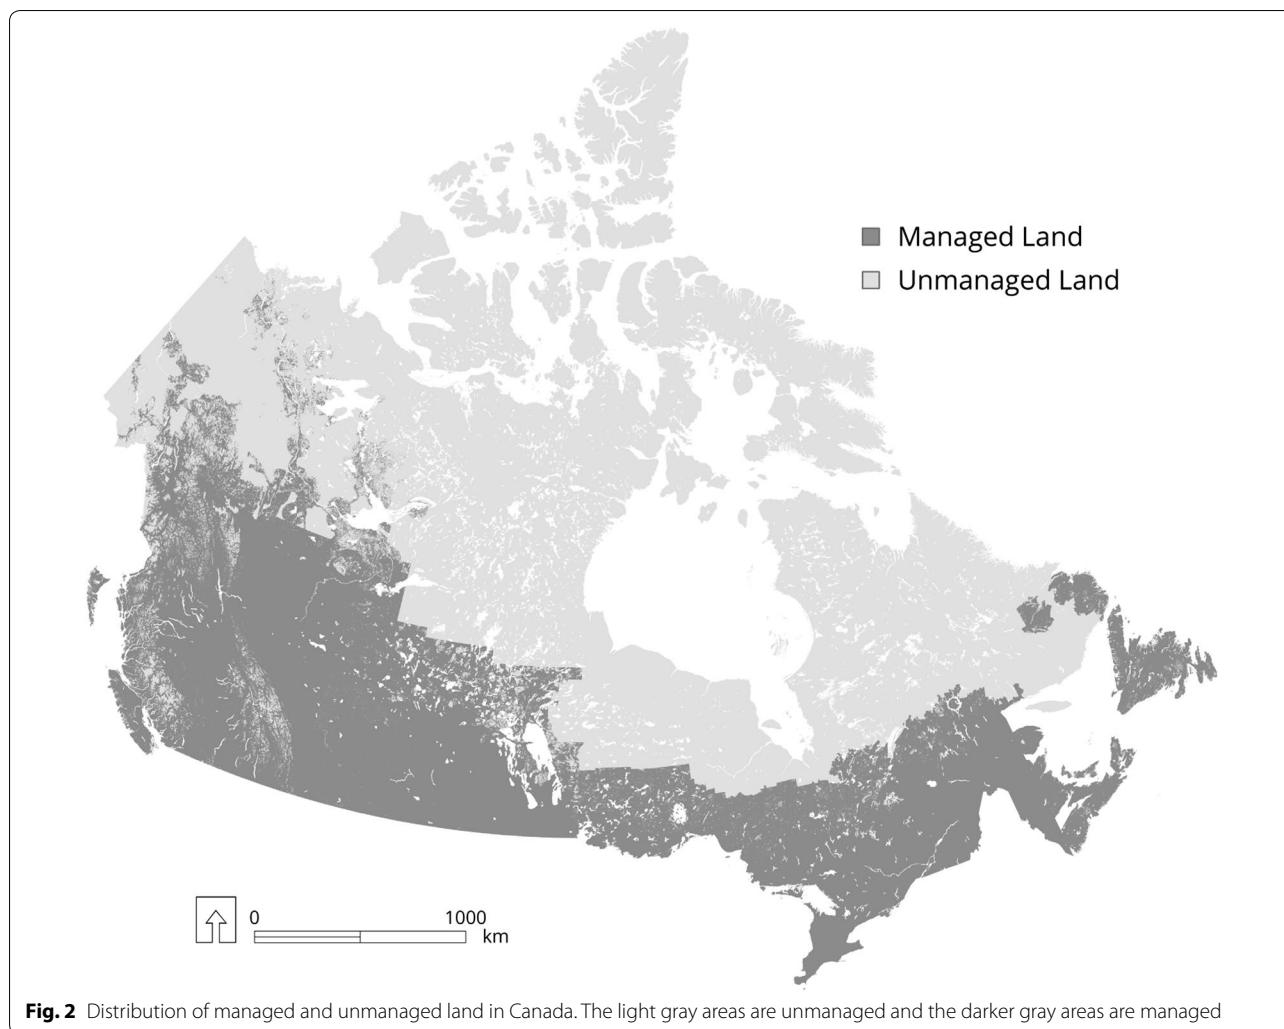 Managed Land
Unmanaged Land
0 1000
km
Fig. 2 Distribution of managed and unmanaged land in Canada. The light gray areas are unmanaged and the darker gray areas are managed